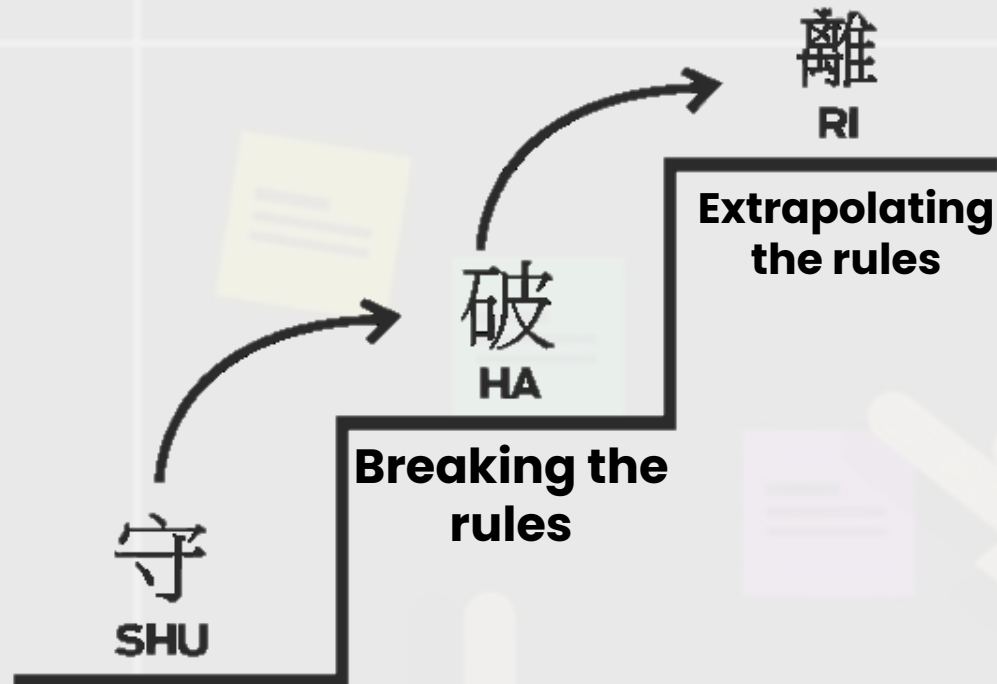 離
RI
Extrapolating
the rules
破
HA
Breaking the
rules
守
SHU